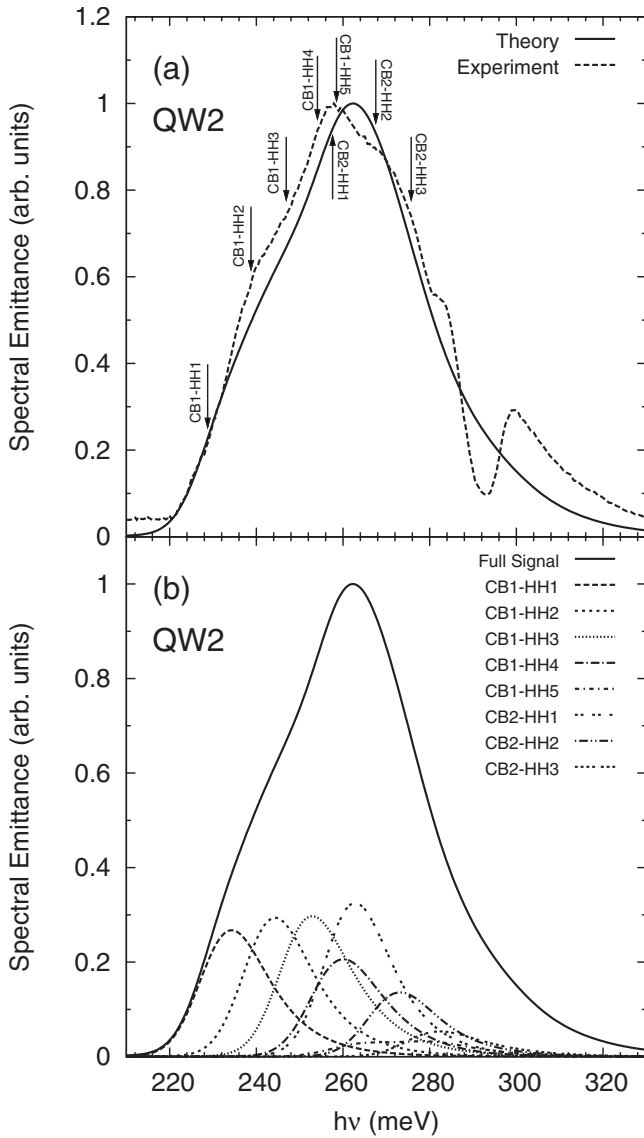 (a)
QW2
Theory
Experiment
CB1-HH1
CB1-HH2
CB1-HH3
CB1-HH4
CB1-HH5
CB2-HH1
CB2-HH2
CB2-HH3
Spectral Emittance (arb. units)
1.2
1
0.8
0.6
0.4
0.2
0
(b)
QW2
Full Signal
CB1-HH1
CB1-HH2
CB1-HH3
CB1-HH4
CB1-HH5
CB2-HH1
CB2-HH2
CB2-HH3
Spectral Emittance (arb. units)
1
0.8
0.6
0.4
0.2
0
220 240 260 280 300 320
hν (meV)